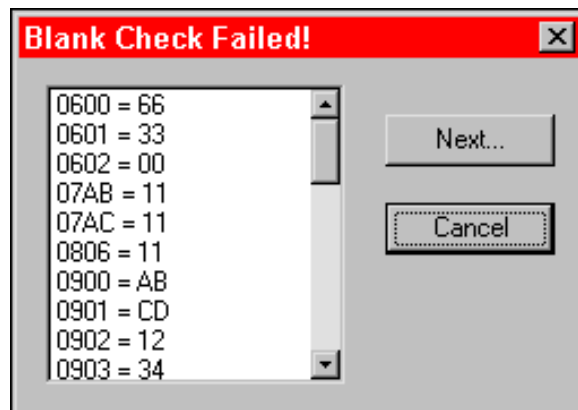 Blank Check Failed!
0600 = 66
0601 = 33
0602 = 00
07AB = 11
07AC = 11
0806 = 11
0900 = AB
0901 = CD
0902 = 12
0903 = 34
Next...
Cancel